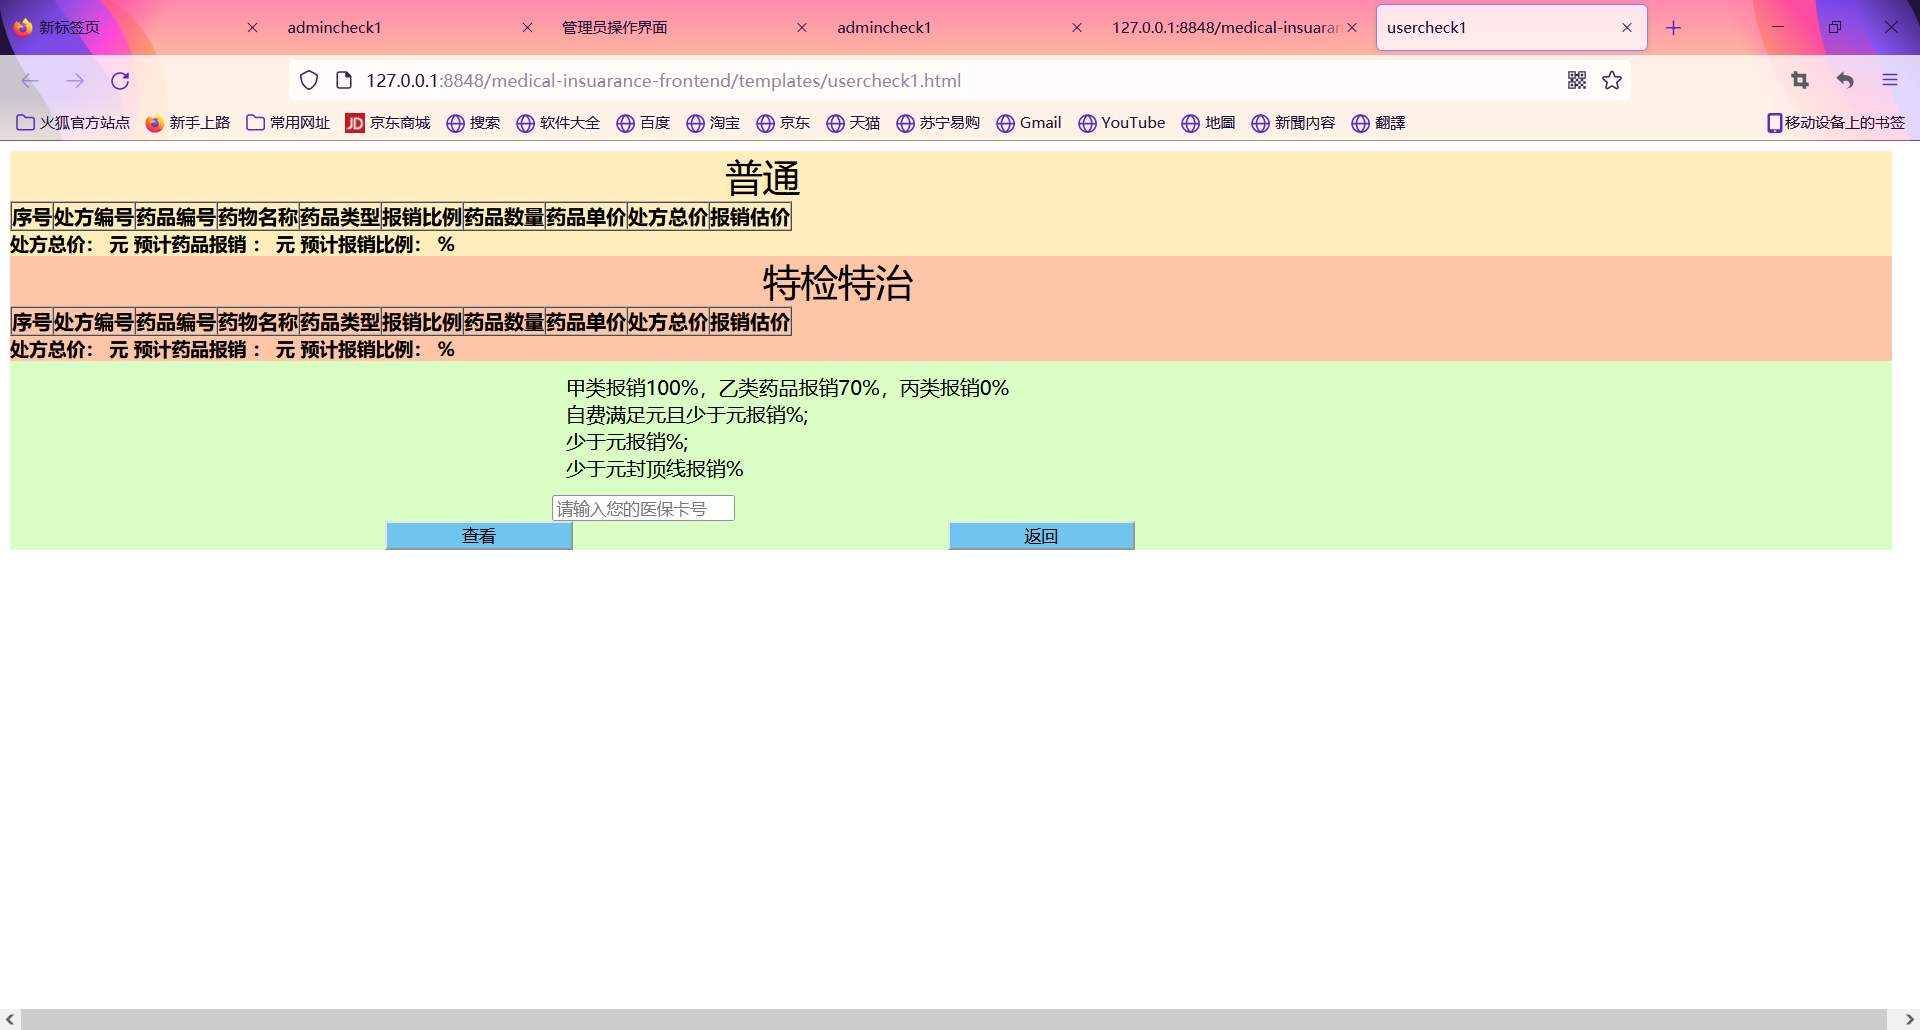 新标签页 admincheck1 管理员操作界面 admincheck1 127.0.0.1:8848/medical-insuaran usercheck1
127.0.0.1:8848/medical-insuarance-frontend/templates/usercheck1.html
火狐官方站点 新手上路 常用网址 JD 京东商城 搜索 软件大全 百度 淘宝 京东 天猫 苏宁易购 Gmail YouTube 地圖 新聞内容 翻譯 移动设备上的书签
普通
序号 处方编号 药品编号 药物名称 药品类型 报销比例 药品数量 药品单价 处方总价 报销估价
处方总价： 元 预计药品报销 ： 元 预计报销比例： %
特检特治
序号 处方编号 药品编号 药物名称 药品类型 报销比例 药品数量 药品单价 处方总价 报销估价
处方总价： 元 预计药品报销 ： 元 预计报销比例： %
甲类报销100%，乙类药品报销70%，丙类报销0%
自费满足元且少于元报销%;
少于元报销%;
少于元封顶线报销%
请输入您的医保卡号
查看 返回